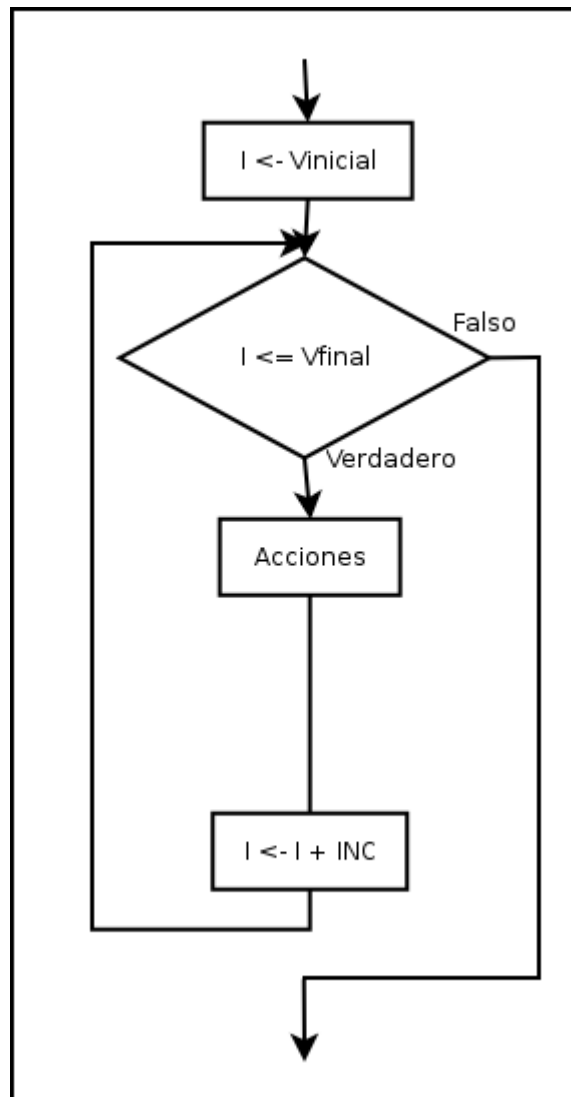 I <- Vinicial
Falso
I <= Vfinal
Verdadero
Acciones
I <- I + INC